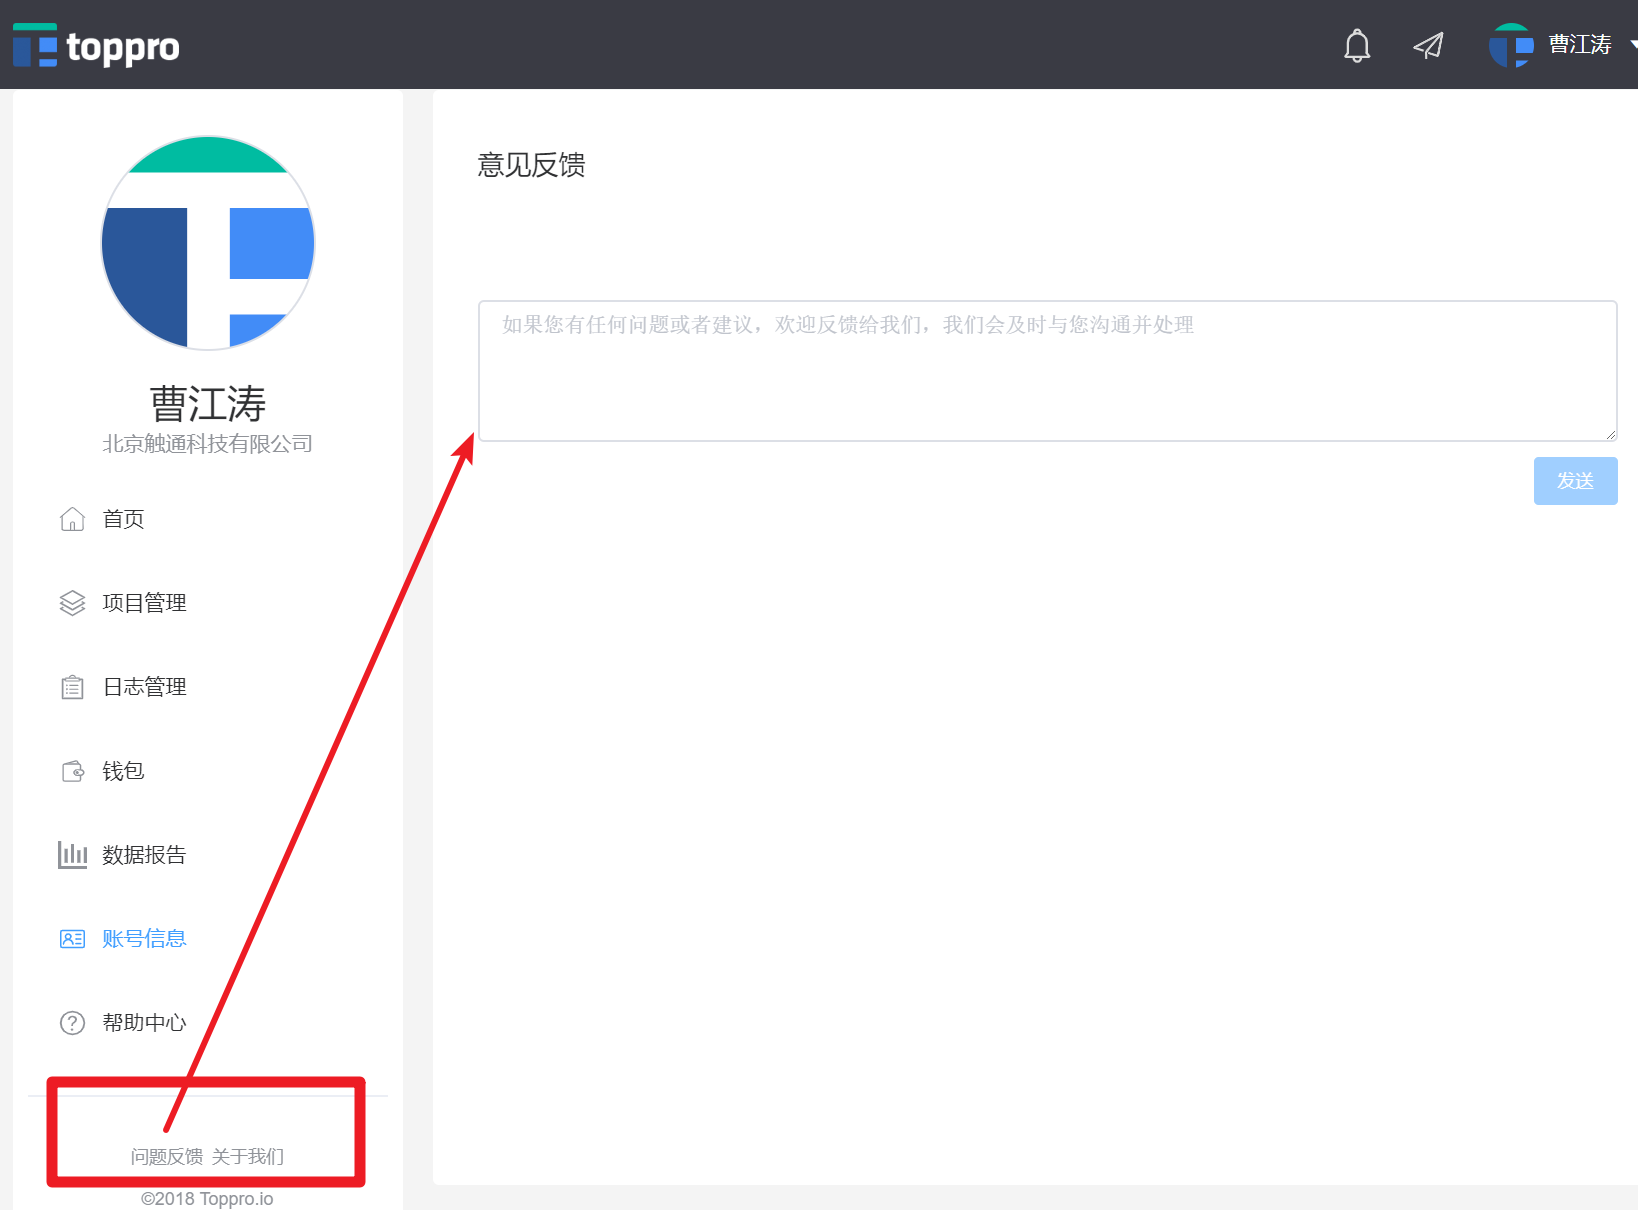 toppro
曹江涛
曹江涛
北京触通科技有限公司
首页
项目管理
日志管理
钱包
数据报告
账号信息
帮助中心
问题反馈 关于我们
©2018 Toppro.io
意见反馈
如果您有任何问题或者建议，欢迎反馈给我们，我们会及时与您沟通并处理
发送